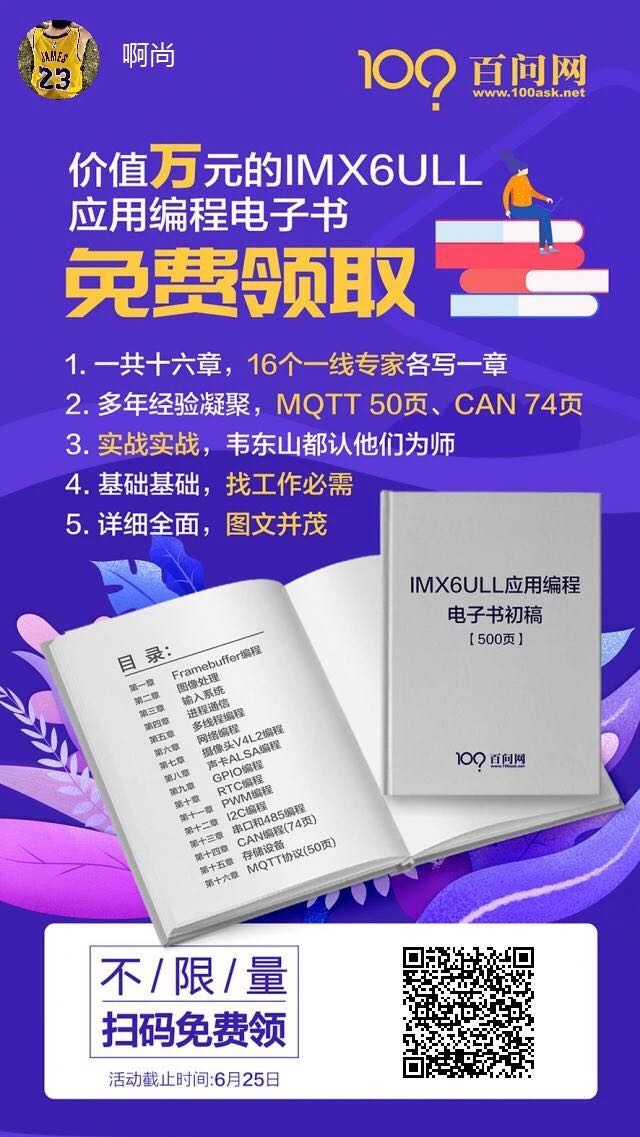 啊尚
JAMES
23
100? 百问网
www.100ask.net
价值万元的IMX6ULL
应用编程电子书
免费领取
1. 一共十六章，16个一线专家各写一章
2. 多年经验凝聚，MQTT 50页、CAN 74页
3. 实战实战，韦东山都认他们为师
4. 基础基础，找工作必需
5. 详细全面，图文并茂
IMX6ULL应用编程
电子书初稿
【500页】
100? 百问网
www.100ask.net
目 录：
第一章 Framebuffer编程
第二章 图像处理
第三章 输入系统
第四章 进程通信
第五章 多线程编程
第六章 网络编程
第七章 摄像头V4L2编程
第八章 声卡ALSA编程
第九章 GPIO编程
第十章 RTC编程
第十一章 PWM编程
第十二章 I2C编程
第十三章 串口和485编程
第十四章 CAN编程(74页)
第十五章 存储设备
第十六章 MQTT协议(50页)
不/限/量
扫码免费领
活动截止时间:6月25日